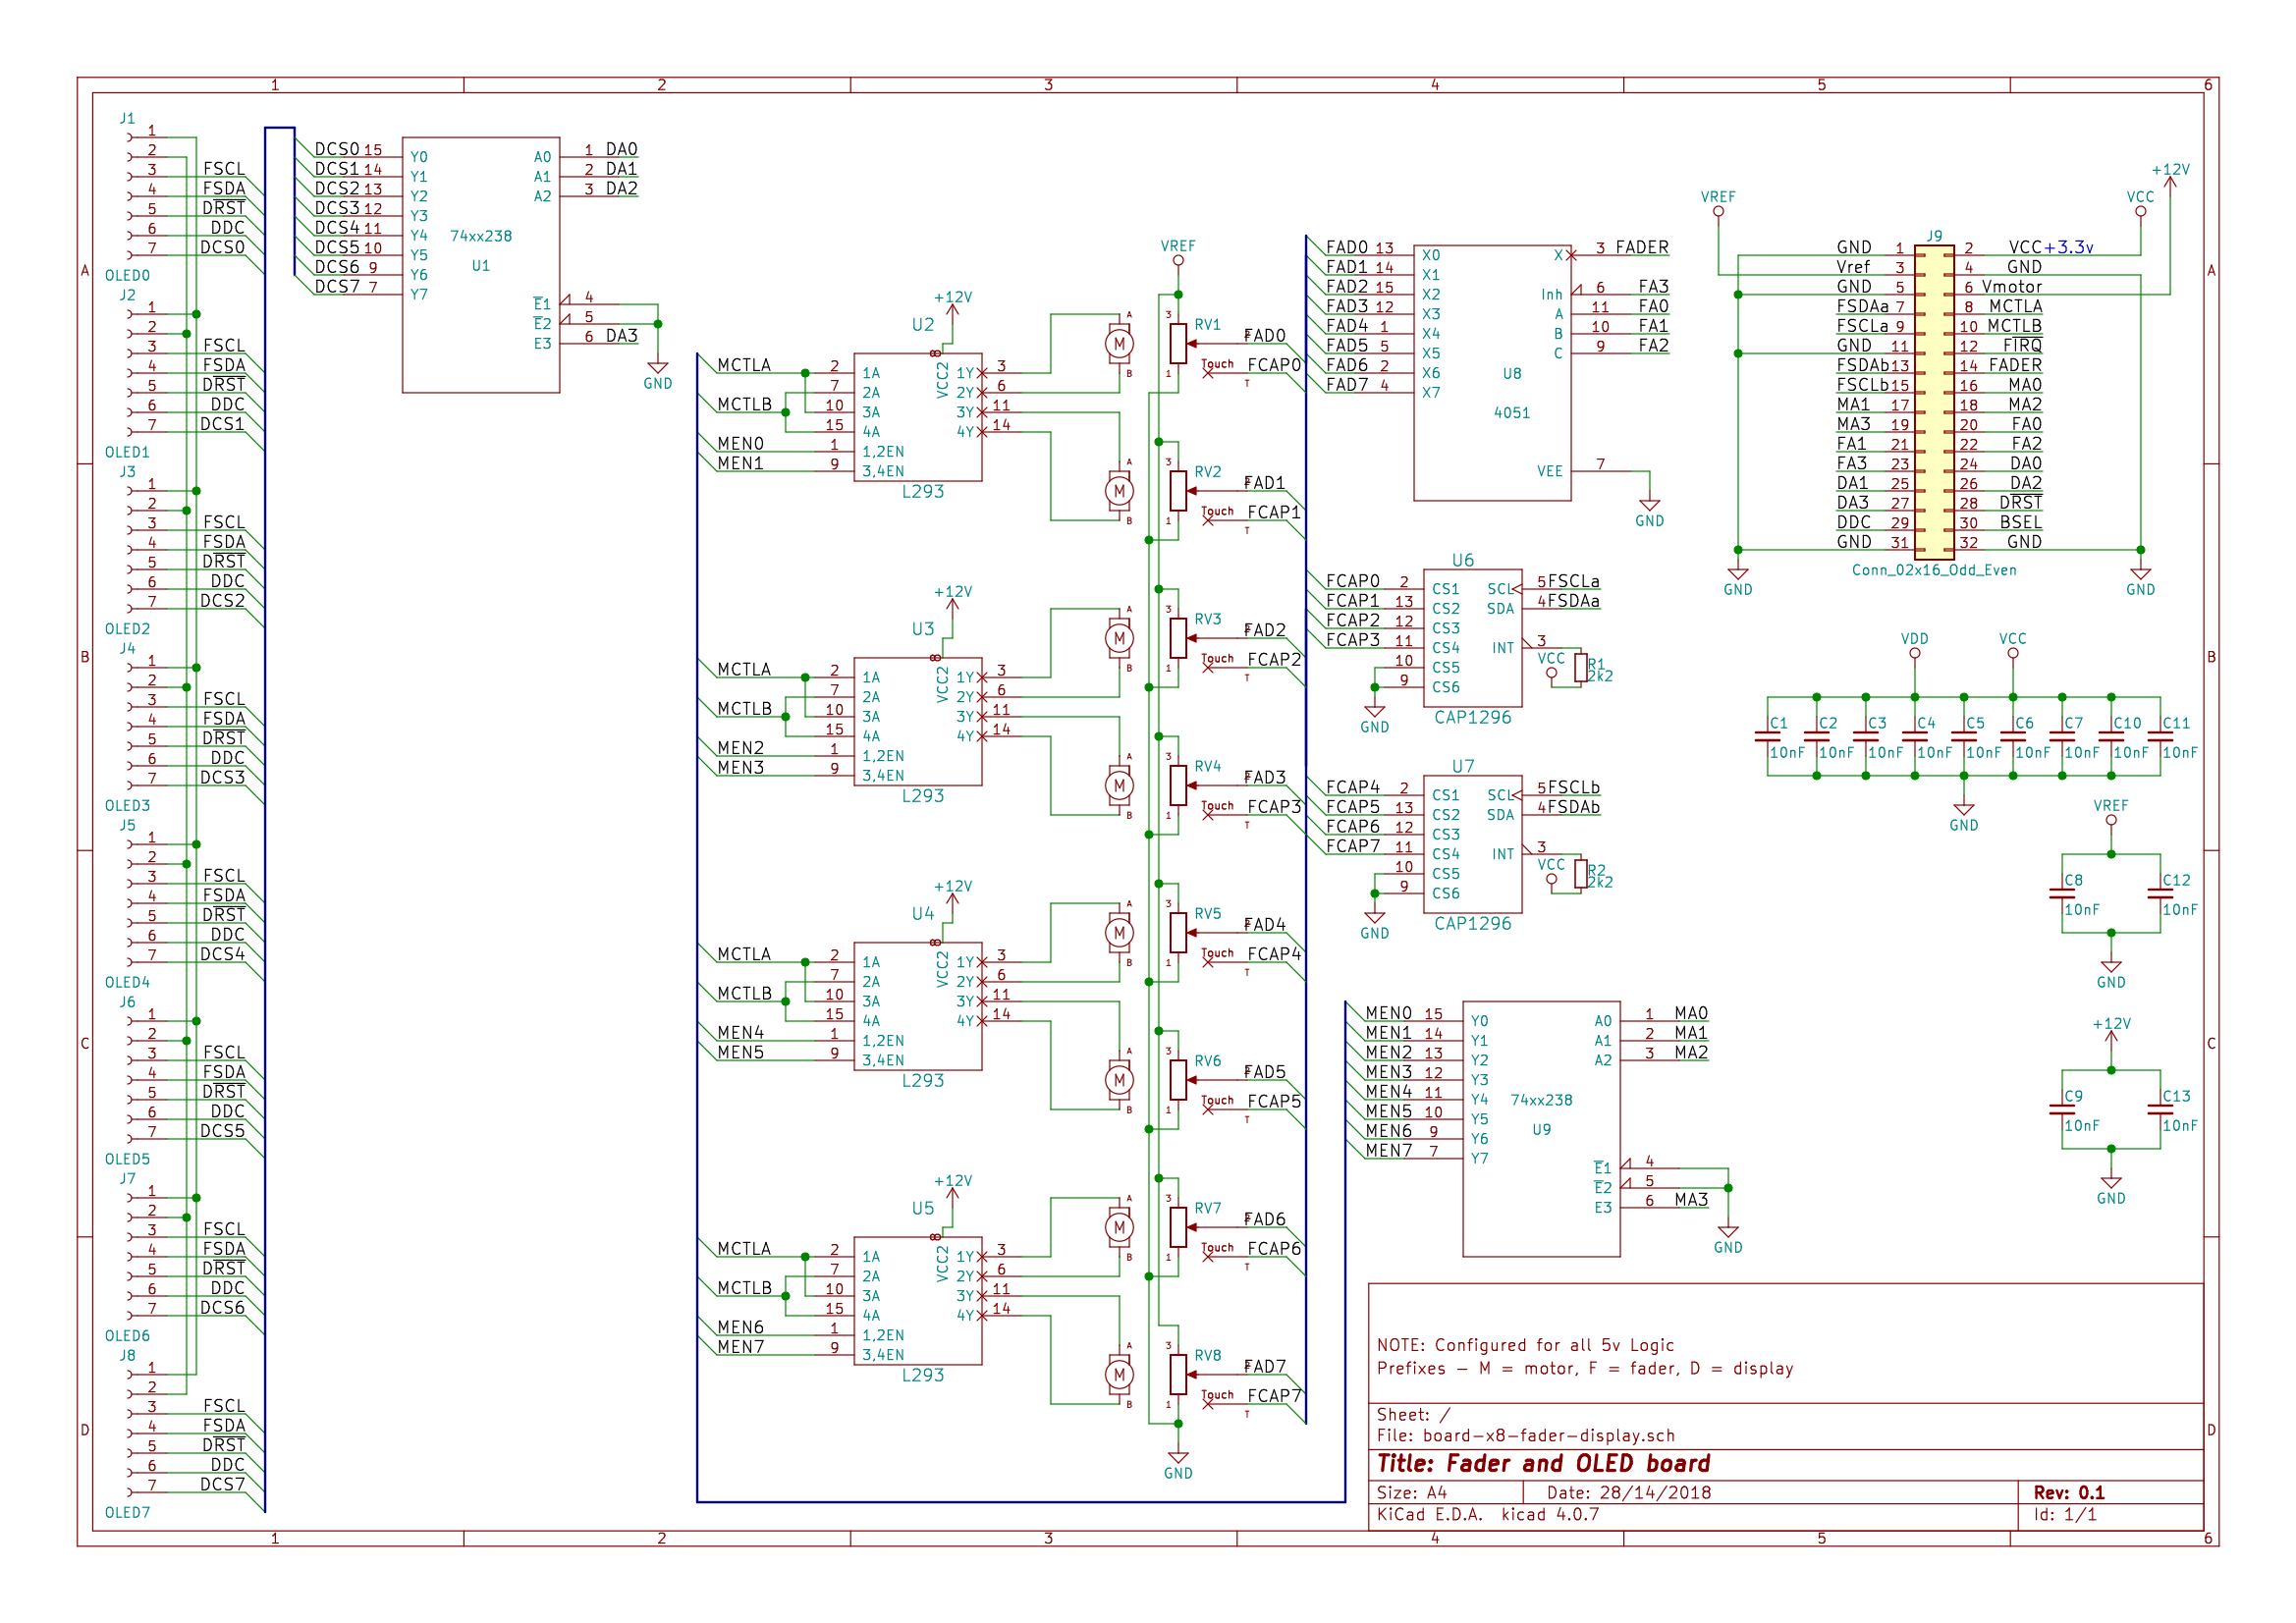 1 2 3 4 5 6
A
B
C
D
J1
1
2
3 FSCL
4 FSDA
5 DRST
6 DDC
7 DCS0
OLED0
J2
1
2
3 FSCL
4 FSDA
5 DRST
6 DDC
7 DCS1
OLED1
J3
1
2
3 FSCL
4 FSDA
5 DRST
6 DDC
7 DCS2
OLED2
J4
1
2
3 FSCL
4 FSDA
5 DRST
6 DDC
7 DCS3
OLED3
J5
1
2
3 FSCL
4 FSDA
5 DRST
6 DDC
7 DCS4
OLED4
J6
1
2
3 FSCL
4 FSDA
5 DRST
6 DDC
7 DCS5
OLED5
J7
1
2
3 FSCL
4 FSDA
5 DRST
6 DDC
7 DCS6
OLED6
J8
1
2
3 FSCL
4 FSDA
5 DRST
6 DDC
7 DCS7
OLED7
DCS0 15 Y0 A0 1 DA0
DCS1 14 Y1 A1 2 DA1
DCS2 13 Y2 A2 3 DA2
DCS3 12 Y3
DCS4 11 Y4 74xx238
DCS5 10 Y5 U1
DCS6 9 Y6
DCS7 7 Y7
E1 4
E2 5
E3 6 DA3
GND
+12V
U2
VCC2
MCTLA 2 1A 1Y 3
7 2A 2Y 6
MCTLB 10 3A 3Y 11
15 4A 4Y 14
MEN0 1 1,2EN
MEN1 9 3,4EN
L293
+12V
U3
VCC2
MCTLA 2 1A 1Y 3
7 2A 2Y 6
MCTLB 10 3A 3Y 11
15 4A 4Y 14
MEN2 1 1,2EN
MEN3 9 3,4EN
L293
+12V
U4
VCC2
MCTLA 2 1A 1Y 3
7 2A 2Y 6
MCTLB 10 3A 3Y 11
15 4A 4Y 14
MEN4 1 1,2EN
MEN5 9 3,4EN
L293
+12V
U5
VCC2
MCTLA 2 1A 1Y 3
7 2A 2Y 6
MCTLB 10 3A 3Y 11
15 4A 4Y 14
MEN6 1 1,2EN
MEN7 9 3,4EN
L293
VREF
A M B 3 RV1 1 FAD0
Touch T FCAP0
A M B 3 RV2 1 FAD1
Touch T FCAP1
A M B 3 RV3 1 FAD2
Touch T FCAP2
A M B 3 RV4 1 FAD3
Touch T FCAP3
A M B 3 RV5 1 FAD4
Touch T FCAP4
A M B 3 RV6 1 FAD5
Touch T FCAP5
A M B 3 RV7 1 FAD6
Touch T FCAP6
A M B 3 RV8 1 FAD7
Touch T FCAP7
GND
FAD0 13 X0 X 3 FADER
FAD1 14 X1
FAD2 15 X2 Inh 6 FA3
FAD3 12 X3 A 11 FA0
FAD4 1 X4 B 10 FA1
FAD5 5 X5 C 9 FA2
FAD6 2 X6 U8
FAD7 4 X7
4051
VEE 7
GND
U6
FCAP0 2 CS1 SCL 5 FSCLa
FCAP1 13 CS2 SDA 4 FSDAa
FCAP2 12 CS3
FCAP3 11 CS4 INT 3
10 CS5 VCC R1
9 CS6 2k2
GND CAP1296
U7
FCAP4 2 CS1 SCL 5 FSCLb
FCAP5 13 CS2 SDA 4 FSDAb
FCAP6 12 CS3
FCAP7 11 CS4 INT 3
10 CS5 VCC R2
9 CS6 2k2
GND CAP1296
MEN0 15 Y0 A0 1 MA0
MEN1 14 Y1 A1 2 MA1
MEN2 13 Y2 A2 3 MA2
MEN3 12 Y3
MEN4 11 Y4 74xx238
MEN5 10 Y5 U9
MEN6 9 Y6
MEN7 7 Y7
E1 4
E2 5
E3 6 MA3
GND
+12V
VREF VCC
J9
GND 1 2 VCC +3.3v
Vref 3 4 GND
GND 5 6 Vmotor
FSDAa 7 8 MCTLA
FSCLa 9 10 MCTLB
GND 11 12 FIRQ
FSDAb 13 14 FADER
FSCLb 15 16 MA0
MA1 17 18 MA2
MA3 19 20 FA0
FA1 21 22 FA2
FA3 23 24 DA0
DA1 25 26 DA2
DA3 27 28 DRST
DDC 29 30 BSEL
GND 31 32 GND
Conn_02x16_Odd_Even
GND GND
VDD VCC
C1 C2 C3 C4 C5 C6 C7 C10 C11
10nF 10nF 10nF 10nF 10nF 10nF 10nF 10nF 10nF
GND
VREF
C8 C12
10nF 10nF
GND
+12V
C9 C13
10nF 10nF
GND
NOTE: Configured for all 5v Logic
Prefixes - M = motor, F = fader, D = display
Sheet: /
File: board-x8-fader-display.sch
Title: Fader and OLED board
Size: A4 Date: 28/14/2018 Rev: 0.1
KiCad E.D.A. kicad 4.0.7 Id: 1/1
A
B
C
D
1 2 3 4 5 6